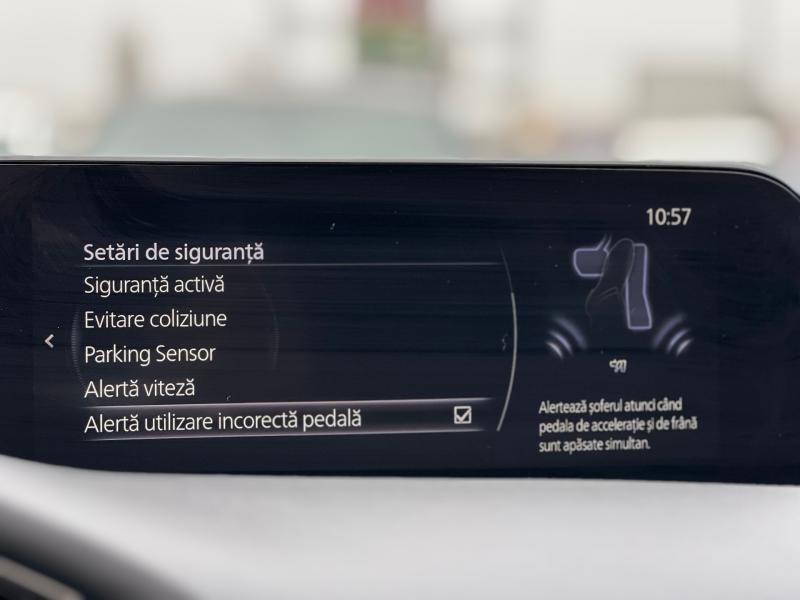 10:57
Setări de siguranță
Siguranță activă
Evitare coliziune
Parking Sensor
Alertă viteză
Alertă utilizare incorectă pedală
Alertează șoferul atunci când
pedala de accelerație și de frână
sunt apăsate simultan.